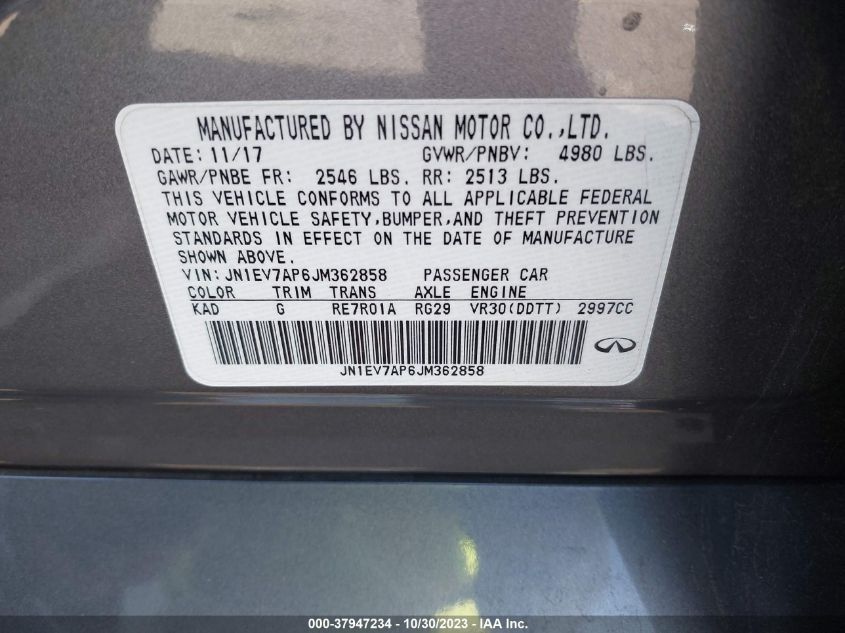 MANUFACTURED BY NISSAN MOTOR CO.,LTD.
DATE: 11/17 GVWR/PNBV: 4980 LBS.
GAWR/PNBE FR: 2546 LBS. RR: 2513 LBS.
THIS VEHICLE CONFORMS TO ALL APPLICABLE FEDERAL
MOTOR VEHICLE SAFETY,BUMPER,AND THEFT PREVENTION
STANDARDS IN EFFECT ON THE DATE OF MANUFACTURE
SHOWN ABOVE.
VIN: JN1EV7AP6JM362858 PASSENGER CAR
COLOR TRIM TRANS AXLE ENGINE
KAD G RE7R01A RG29 VR30(DDTT) 2997CC
JN1EV7AP6JM362858
000-37947234 - 10/30/2023 - IAA Inc.